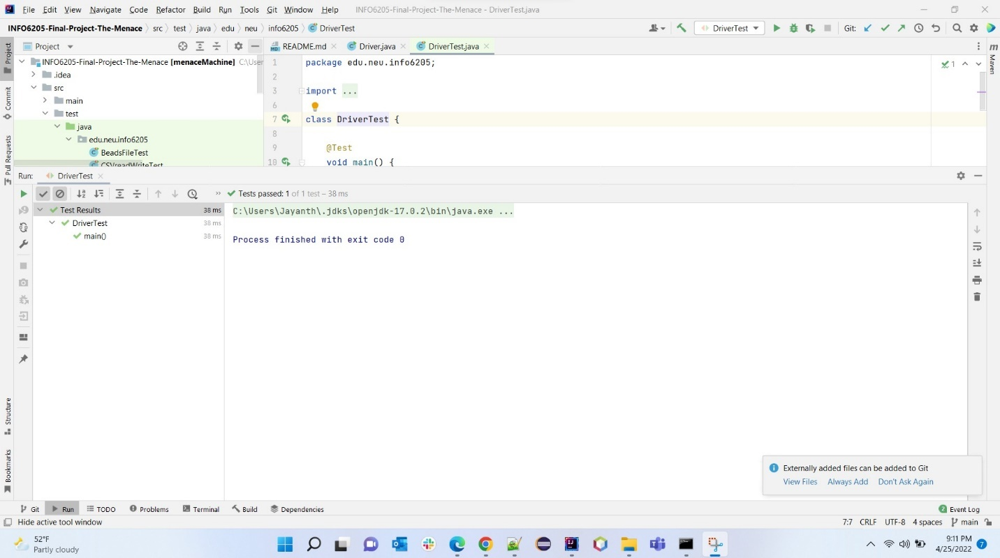 File Edit View Navigate Code Refactor Build Run Tools Git Window Help INFO6205-Final-Project-The-Menace - DriverTest.java
INFO6205-Final-Project-The-Menace src test java edu neu info6205 DriverTest DriverTest Git:
Project README.md Driver.java DriverTest.java
INFO6205-Final-Project-The-Menace [menaceMachine] C:\User
.idea
src
main
test
java
edu.neu.info6205
BeadsFileTest
CSVreadWriteTest
1 package edu.neu.info6205;
2
3 import ...
6
7 class DriverTest {
8
9 @Test
10 void main() {
1
Project
Commit
Pull Requests
Structure
Bookmarks
Maven
Run: DriverTest
Tests passed: 1 of 1 test – 38 ms
Test Results 38 ms
DriverTest 38 ms
main() 38 ms
C:\Users\Jayanth\.jdks\openjdk-17.0.2\bin\java.exe ...
Process finished with exit code 0
Externally added files can be added to Git
View Files Always Add Don't Ask Again
Git Run TODO Problems Terminal Build Dependencies 2 Event Log
Hide active tool window 7:7 CRLF UTF-8 4 spaces main
52°F
Partly cloudy
9:11 PM
4/25/2022 7